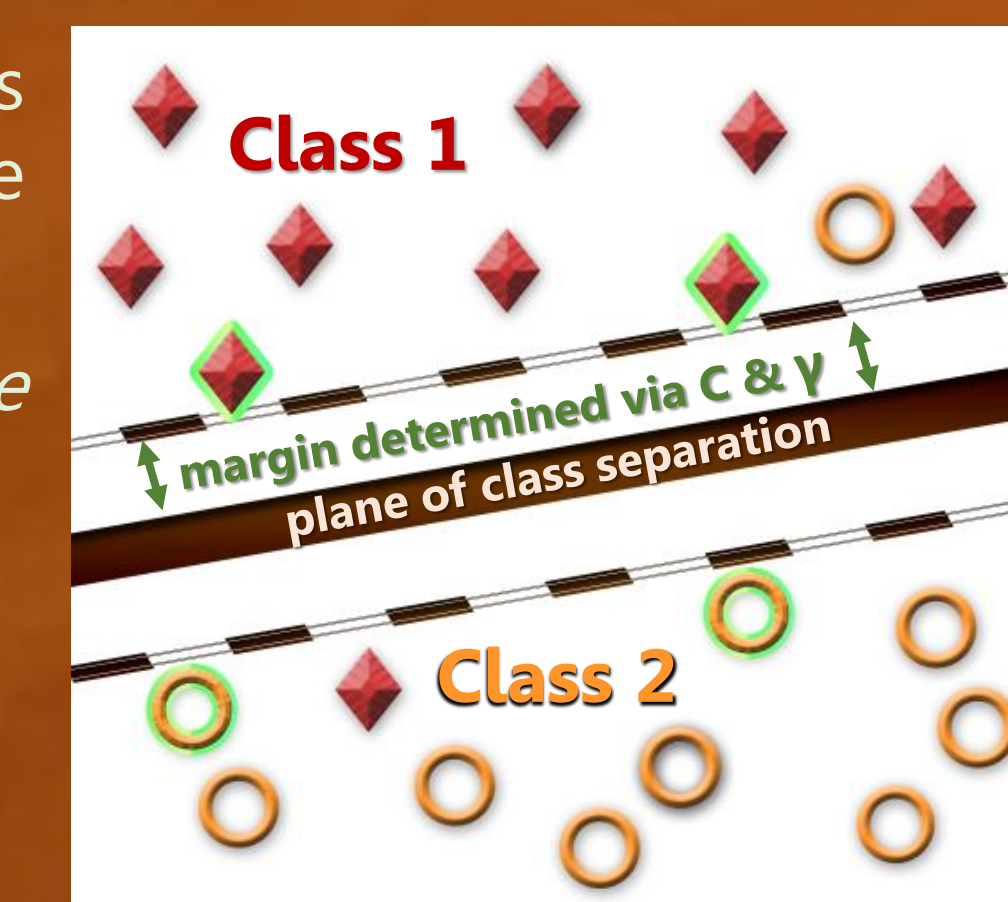 s
e
e
Class 1
margin determined via C & γ
plane of class separation
Class 2